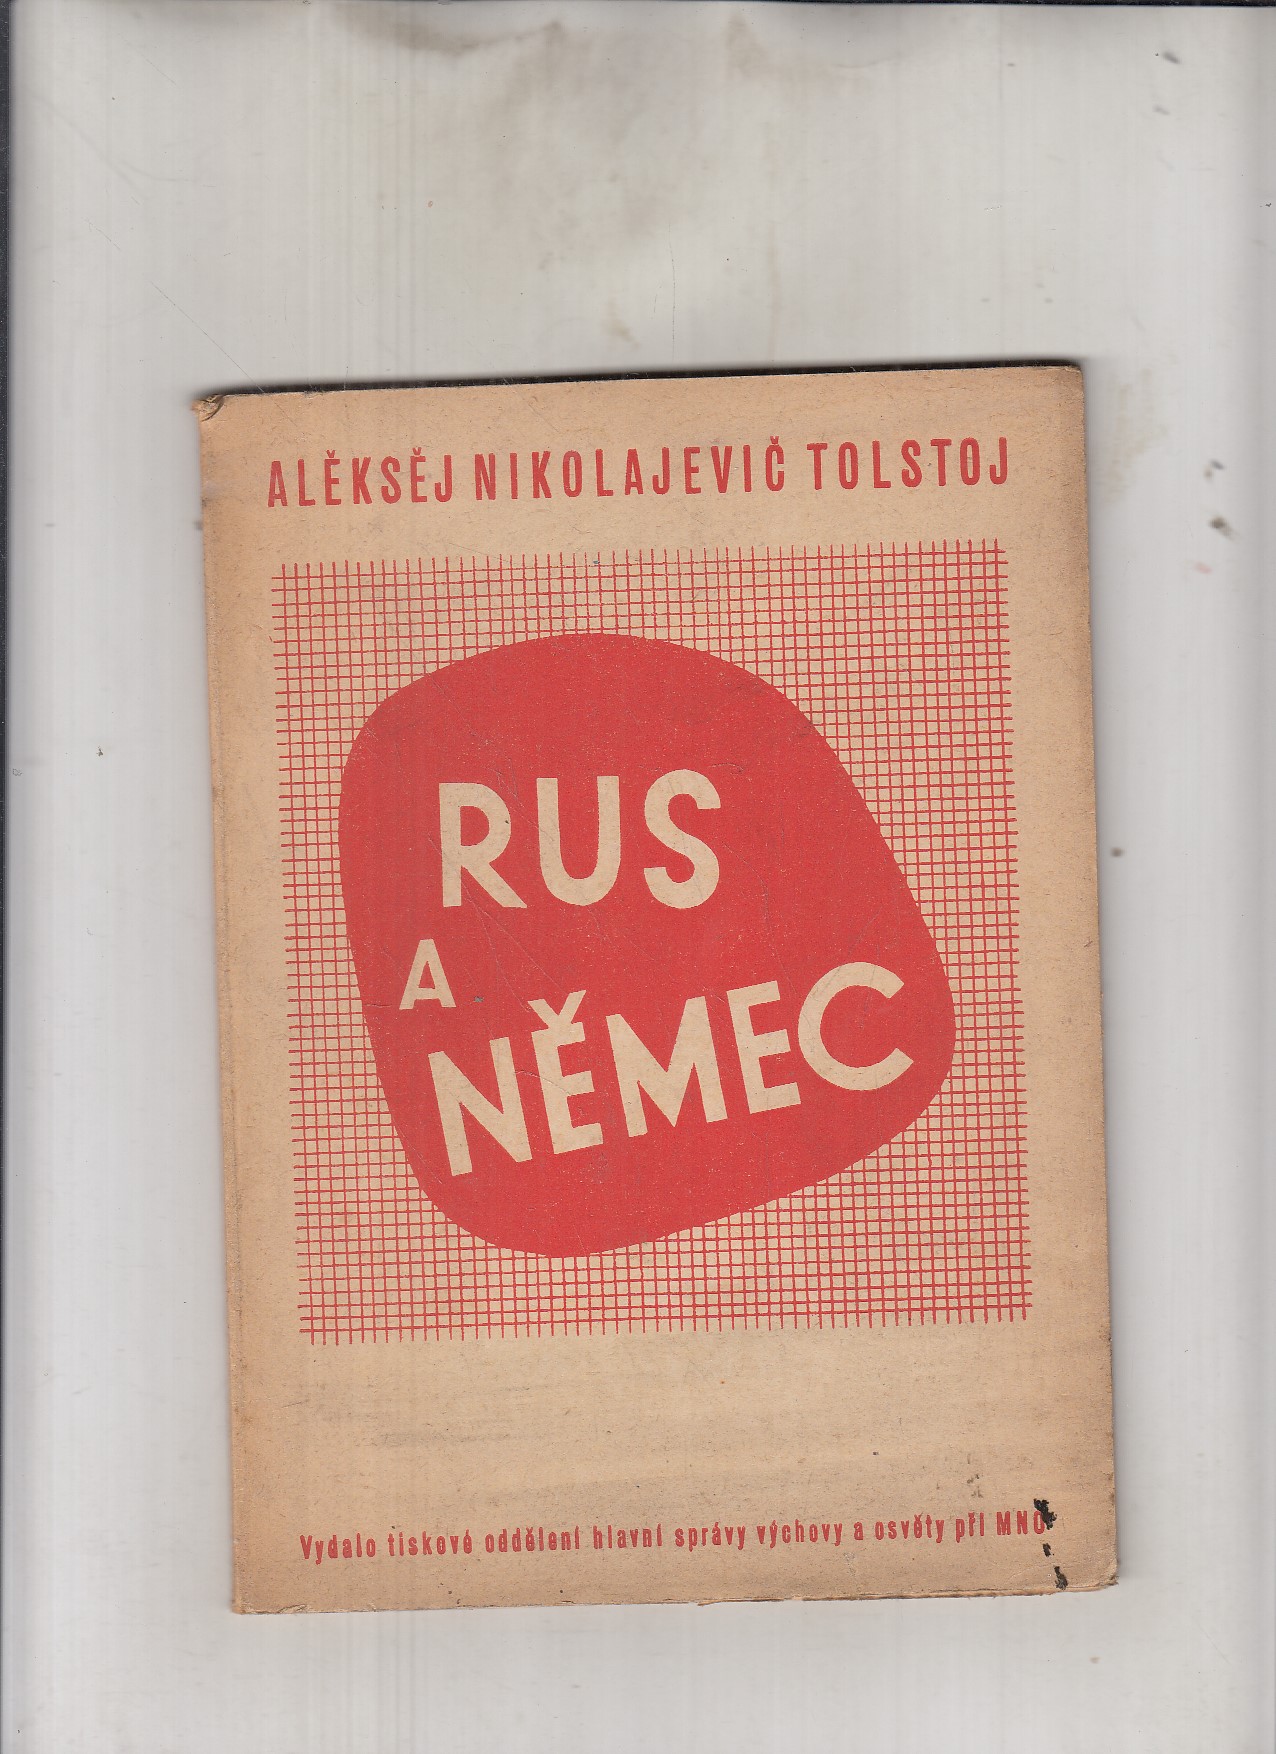 ALĚKSĚJ NIKOLAJEVIČ TOLSTOJ
RUS
A
NĚMEC
Vydalo tiskové oddělení hlavní správy výchovy a osvěty při MNO